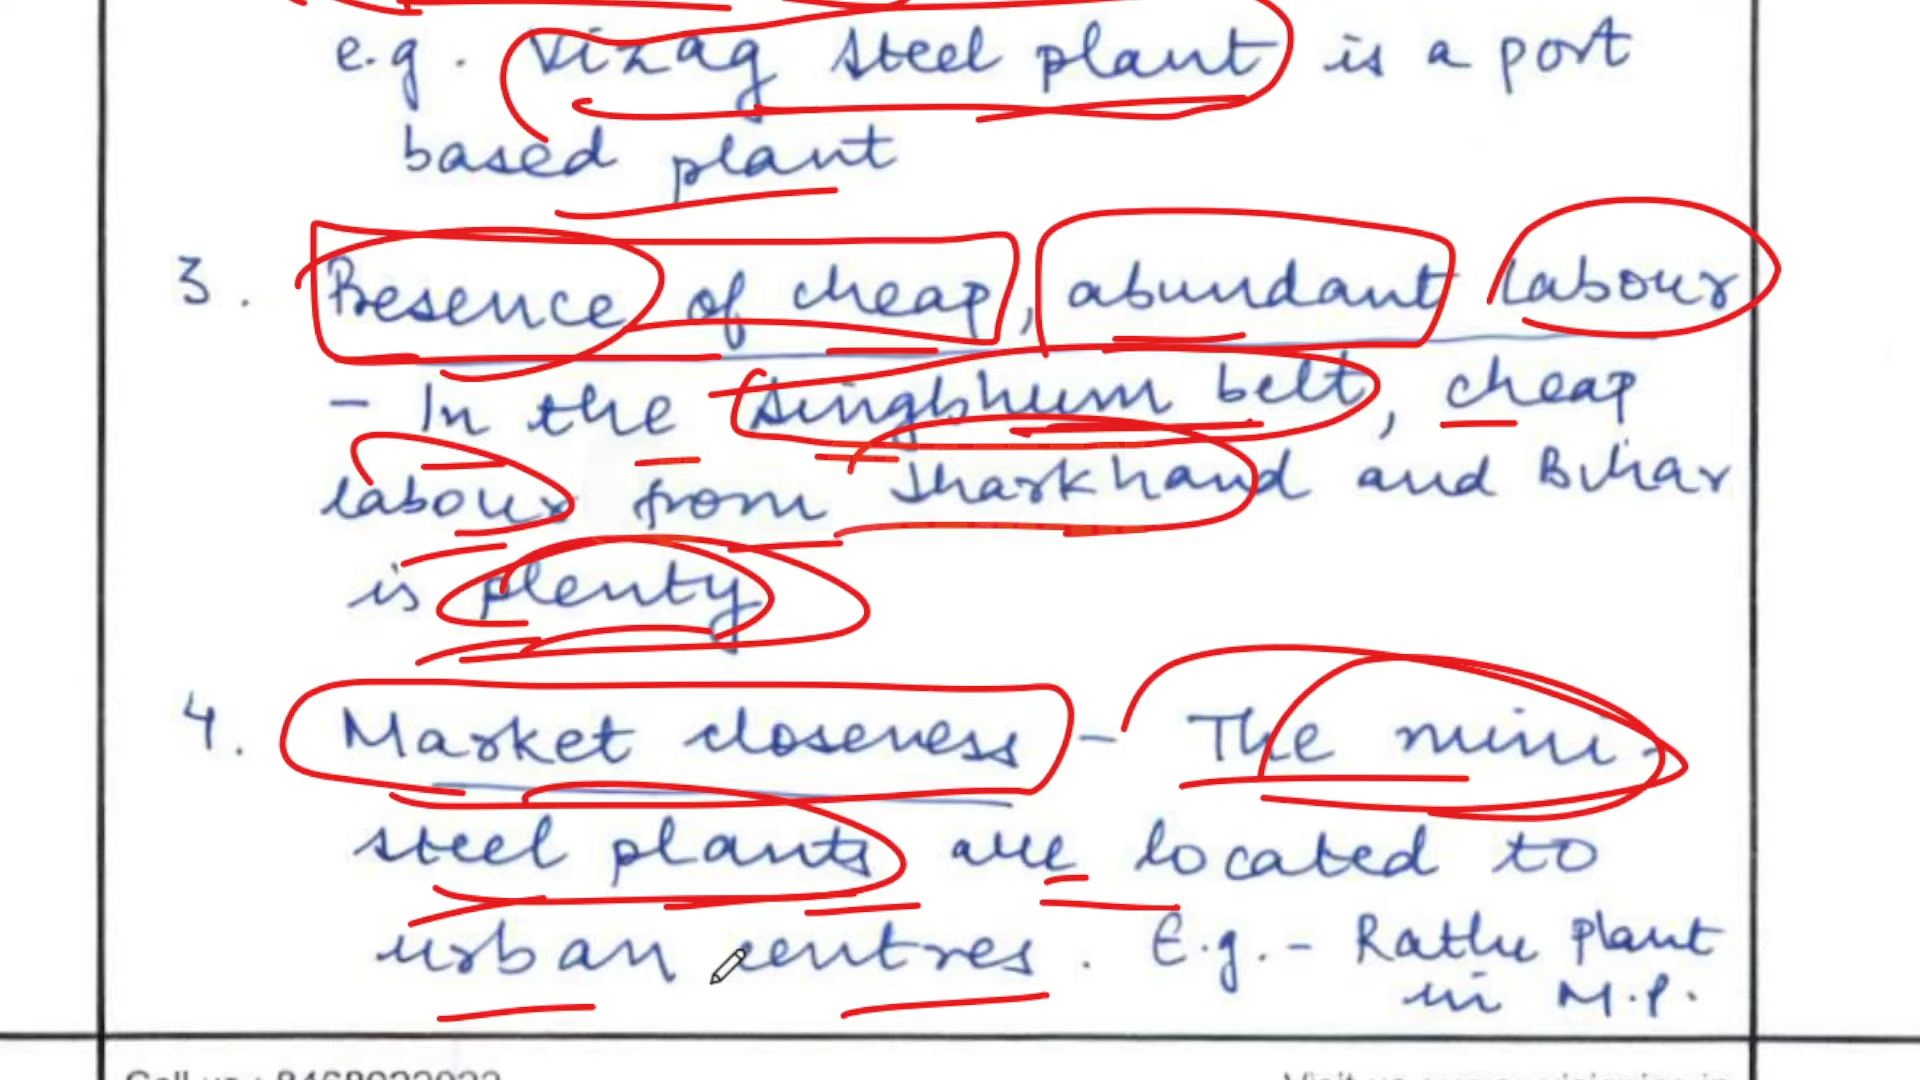 e.g. Vizag steel plant is a port
based plant
3. Presence of cheap, abundant labour
- In the Singbhum belt, cheap
labour from Jharkhand and Bihar
is plenty
4. Market closeness - The mini-
steel plants are located to
urban centres. E.g.- Rathi Plant
in M.P.